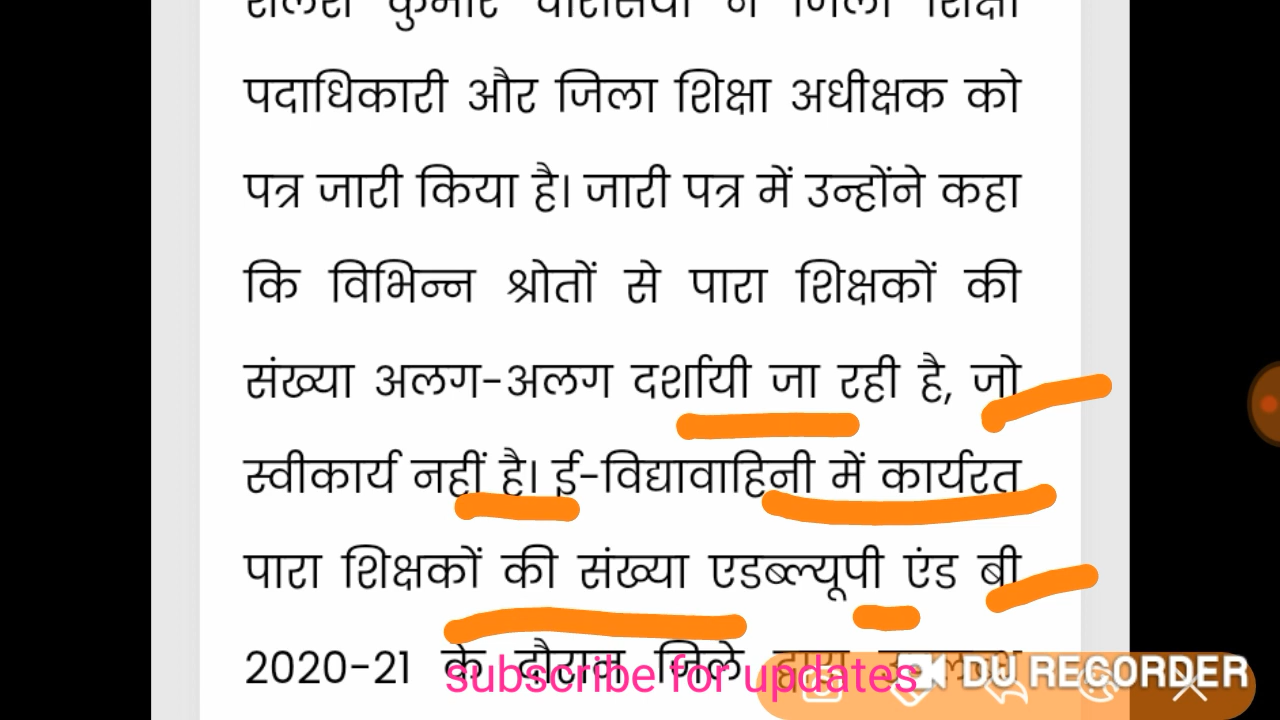 शैलेश कुमार चौरसिया ने जिला शिक्षा
पदाधिकारी और जिला शिक्षा अधीक्षक को
पत्र जारी किया है। जारी पत्र में उन्होंने कहा
कि विभिन्न श्रोतों से पारा शिक्षकों की
संख्या अलग-अलग दर्शायी जा रही है, जो
स्वीकार्य नहीं है। ई-विद्यावाहिनी में कार्यरत
पारा शिक्षकों की संख्या एडब्ल्यूपी एंड बी
2020-21 के दौरान जिले द्वारा
subscribe for updates
DU RECORDER